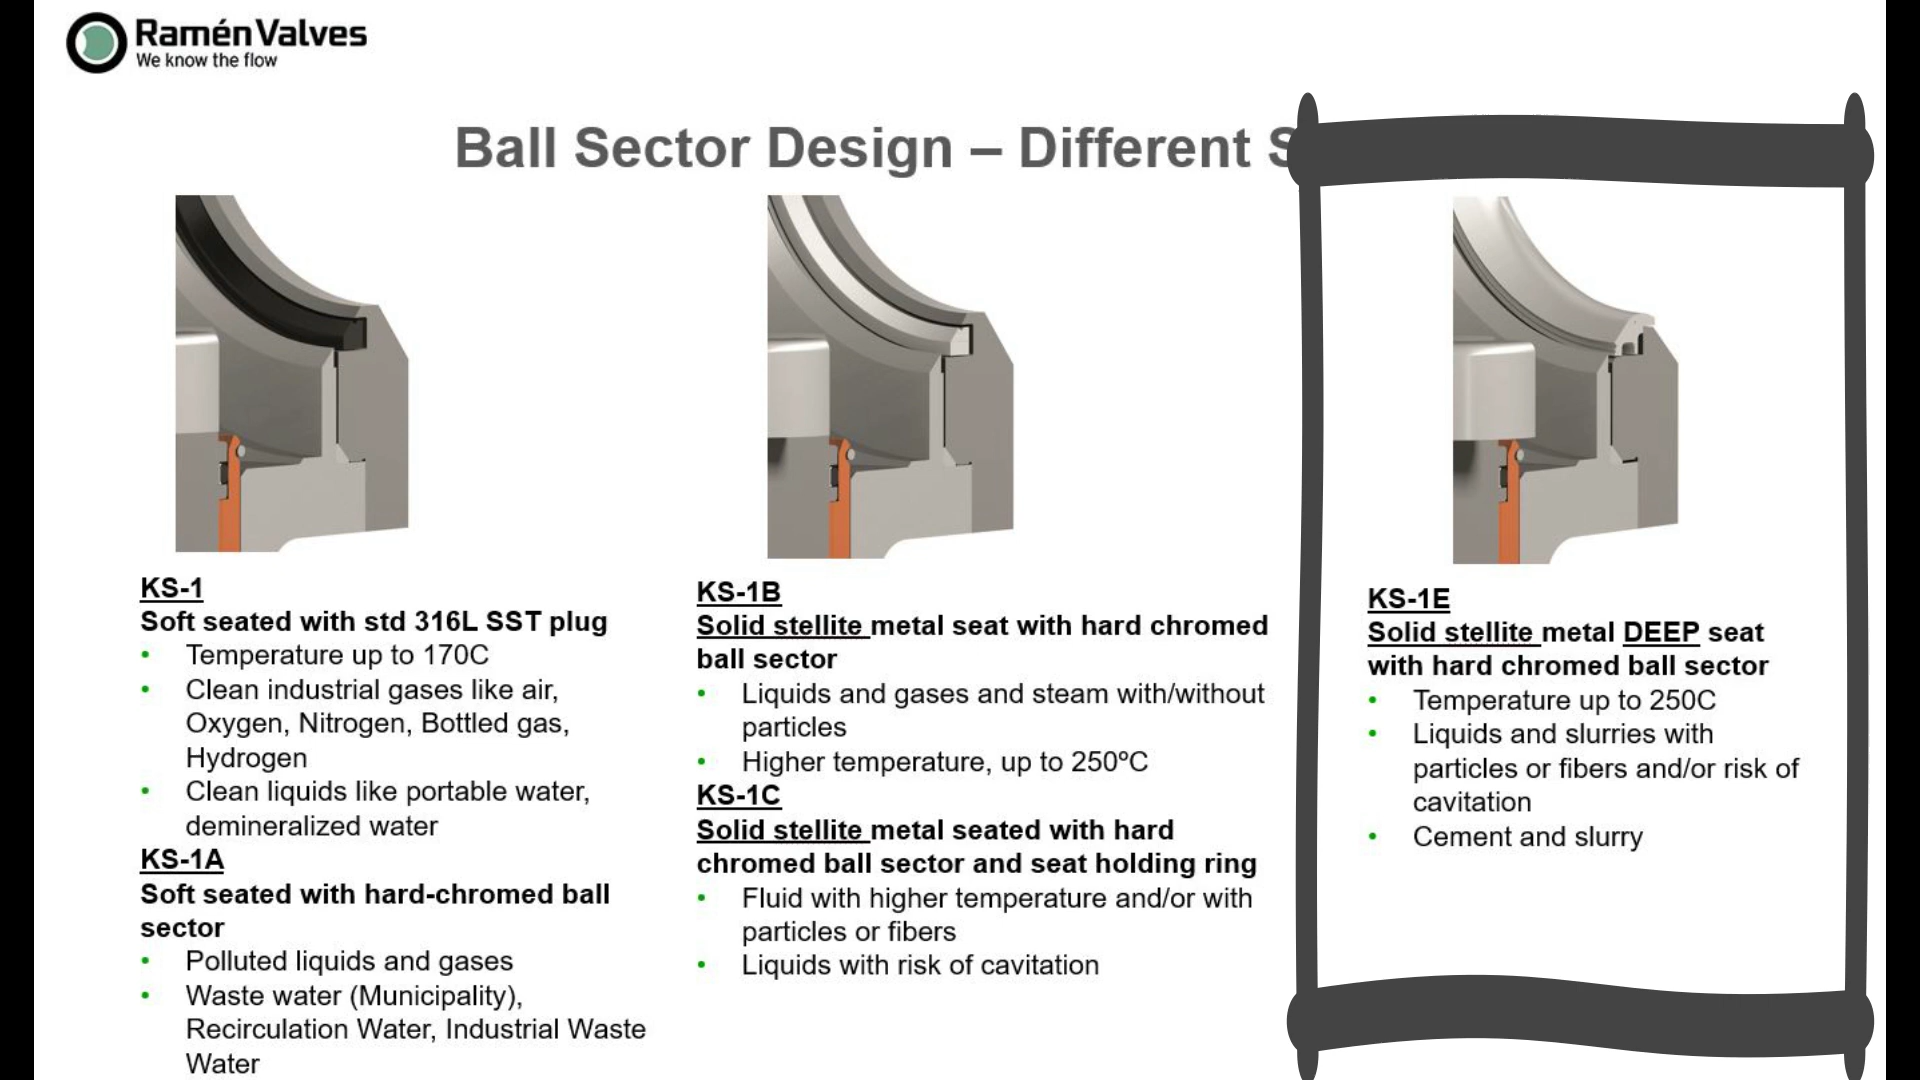 Ramén Valves
We know the flow
Ball Sector Design – Different
KS-1
Soft seated with std 316L SST plug
• Temperature up to 170C
• Clean industrial gases like air,
Oxygen, Nitrogen, Bottled gas,
Hydrogen
• Clean liquids like portable water,
demineralized water
KS-1A
Soft seated with hard-chromed ball
sector
• Polluted liquids and gases
• Waste water (Municipality),
Recirculation Water, Industrial Waste
Water
KS-1B
Solid stellite metal seat with hard chromed
ball sector
• Liquids and gases and steam with/without
particles
• Higher temperature, up to 250ºC
KS-1C
Solid stellite metal seated with hard
chromed ball sector and seat holding ring
• Fluid with higher temperature and/or with
particles or fibers
• Liquids with risk of cavitation
KS-1E
Solid stellite metal DEEP seat
with hard chromed ball sector
• Temperature up to 250C
• Liquids and slurries with
particles or fibers and/or risk of
cavitation
• Cement and slurry